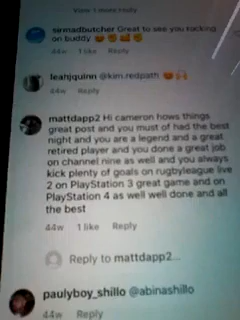 View 1 more reply
sirmadbutcher Great to see you rocking
on buddy
44w 1 like Reply
leahjquinn @kim.redpath
44w Reply
mattdapp2 Hi cameron hows things
great post and you must of had the best
night and you are a legend and a great
retired player and you done a great job
on channel nine as well and you always
kick plenty of goals on rugbyleague live
2 on PlayStation 3 great game and on
PlayStation 4 as well well done and all
the best
44w 1 like Reply
Reply to mattdapp2...
paulyboy_shillo @abinashillo
44w Reply